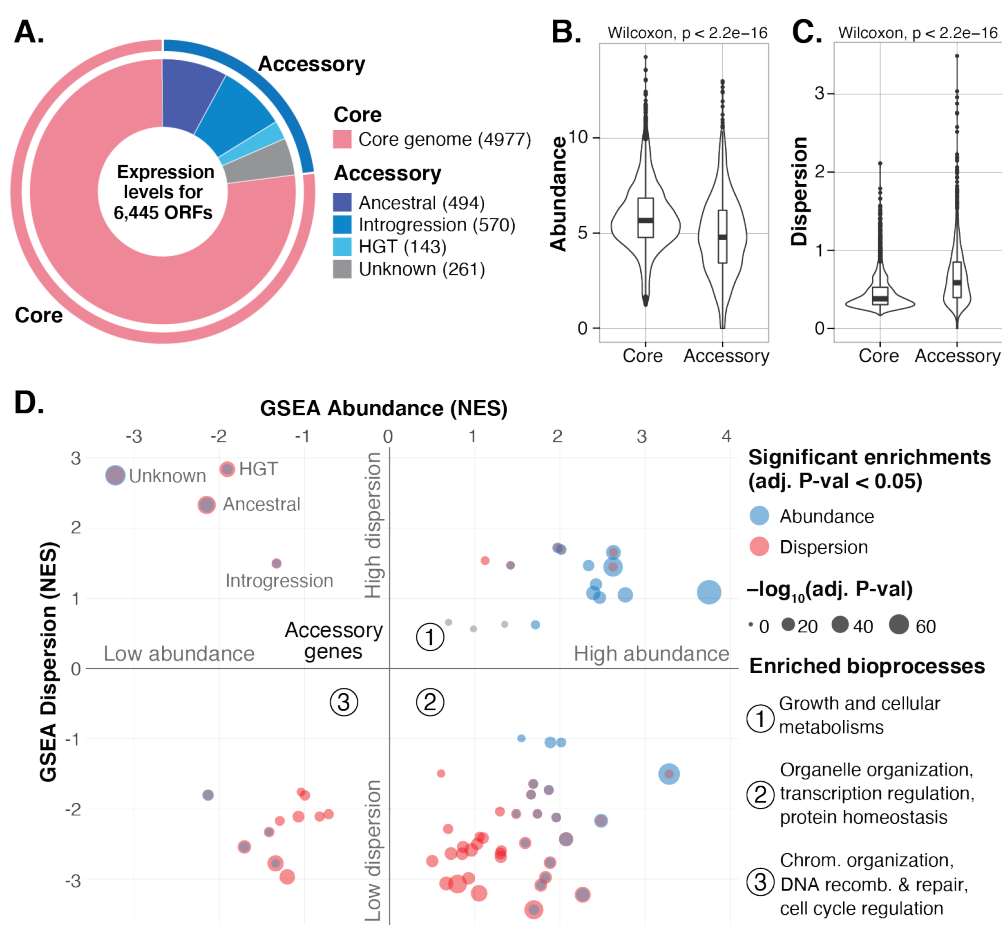 A.
Accessory
Core
Expression
levels for
6,445 ORFs
Core
Core genome (4977)
Accessory
Ancestral (494)
Introgression (570)
HGT (143)
Unknown (261)
B.
Wilcoxon, p < 2.2e−16
Abundance
10
5
0
Core
Accessory
C.
Wilcoxon, p < 2.2e−16
Dispersion
3
2
1
0
Core
Accessory
D.
GSEA Abundance (NES)
-3 -2 -1 0 1 2 3 4
GSEA Dispersion (NES)
3
2
1
0
-1
-2
-3
Unknown
HGT
Ancestral
Introgression
High dispersion
Accessory
genes
1
Low abundance
High abundance
3
2
Low dispersion
Significant enrichments
(adj. P-val < 0.05)
Abundance
Dispersion
−log10(adj. P-val)
0 20 40 60
Enriched bioprocesses
1 Growth and cellular
metabolisms
2 Organelle organization,
transcription regulation,
protein homeostasis
3 Chrom. organization,
DNA recomb. & repair,
cell cycle regulation